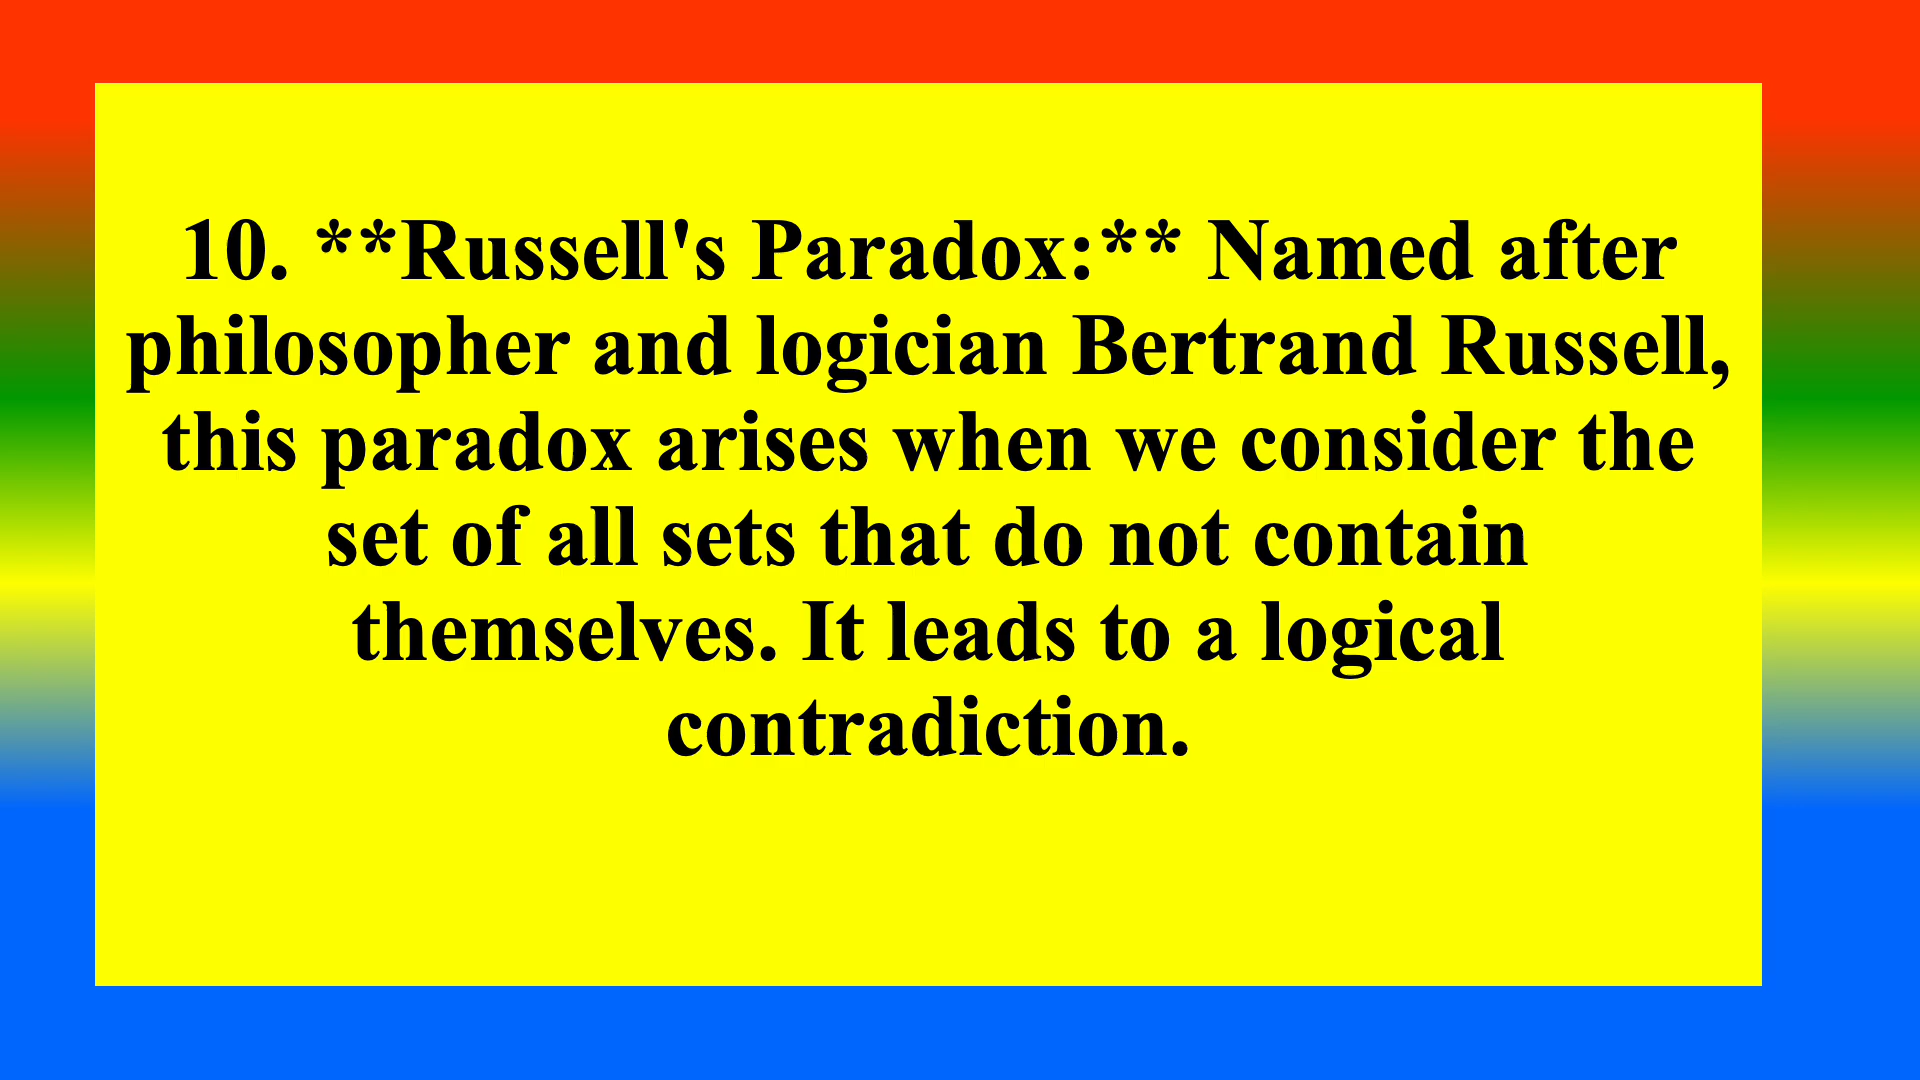 10. **Russell's Paradox:** Named after
philosopher and logician Bertrand Russell,
this paradox arises when we consider the
set of all sets that do not contain
themselves. It leads to a logical
contradiction.